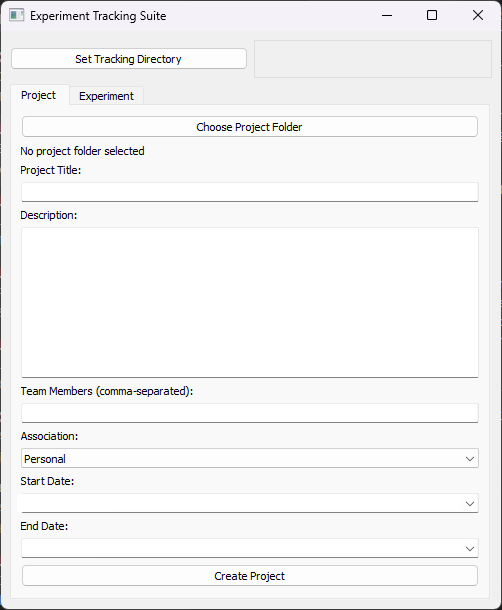 Experiment Tracking Suite
Set Tracking Directory
Project
Experiment
Choose Project Folder
No project folder selected
Project Title:
Description:
Team Members (comma-separated):
Association:
Personal
Start Date:
End Date:
Create Project